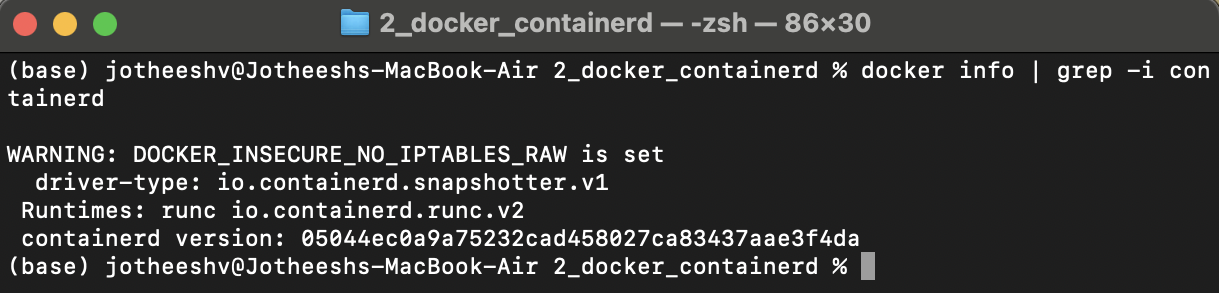 2_docker_containerd — -zsh — 86×30
(base) jotheeshv@Jotheeshs-MacBook-Air 2_docker_containerd % docker info | grep -i con
tainerd
WARNING: DOCKER_INSECURE_NO_IPTABLES_RAW is set
driver-type: io.containerd.snapshotter.v1
Runtimes: runc io.containerd.runc.v2
containerd version: 05044ec0a9a75232cad458027ca83437aae3f4da
(base) jotheeshv@Jotheeshs-MacBook-Air 2_docker_containerd %